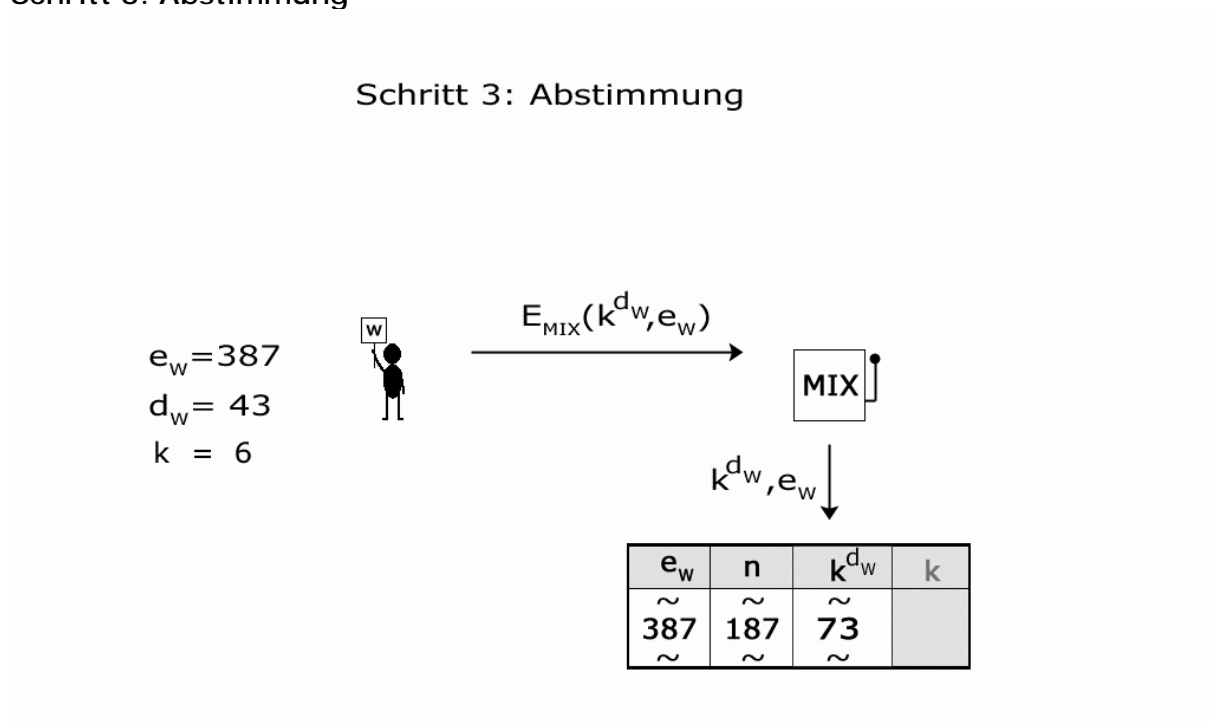 Schritt 3: Abstimmung
Schritt 3: Abstimmung
E_MIX(k^d_w,e_w)
w
e_w=387
d_w= 43
k = 6
MIX
k^d_w,e_w
e_w n k^d_w k
~ ~ ~
387 187 73
~ ~ ~